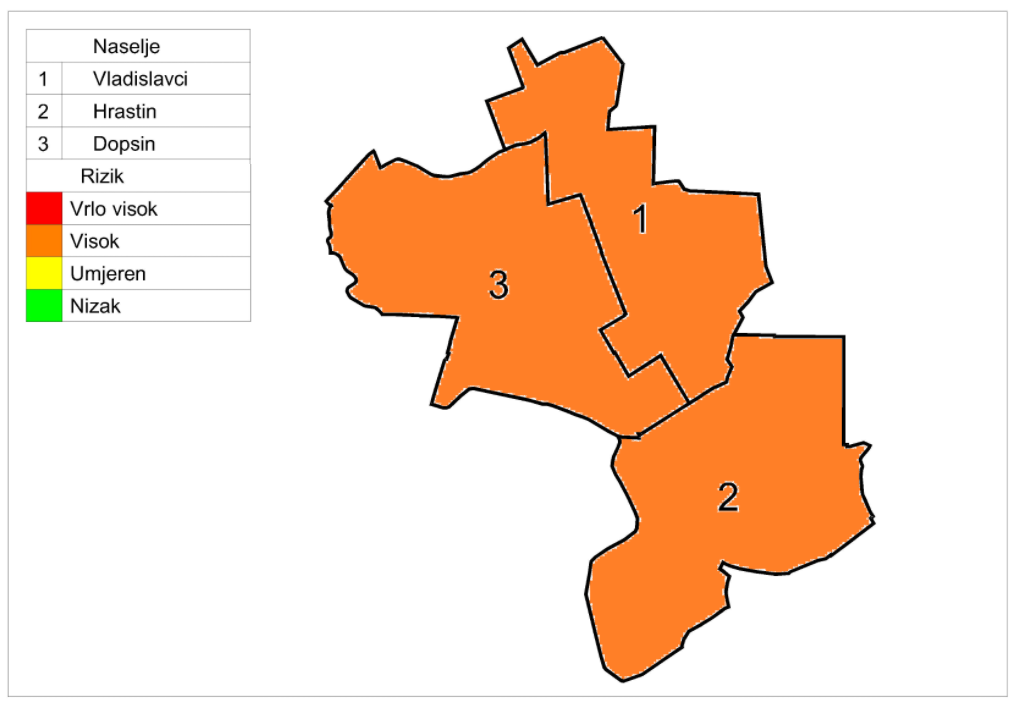 Naselje
1 Vladislavci
2 Hrastin
3 Dopsin
Rizik
Vrlo visok
Visok
Umjeren
Nizak
1
3
2